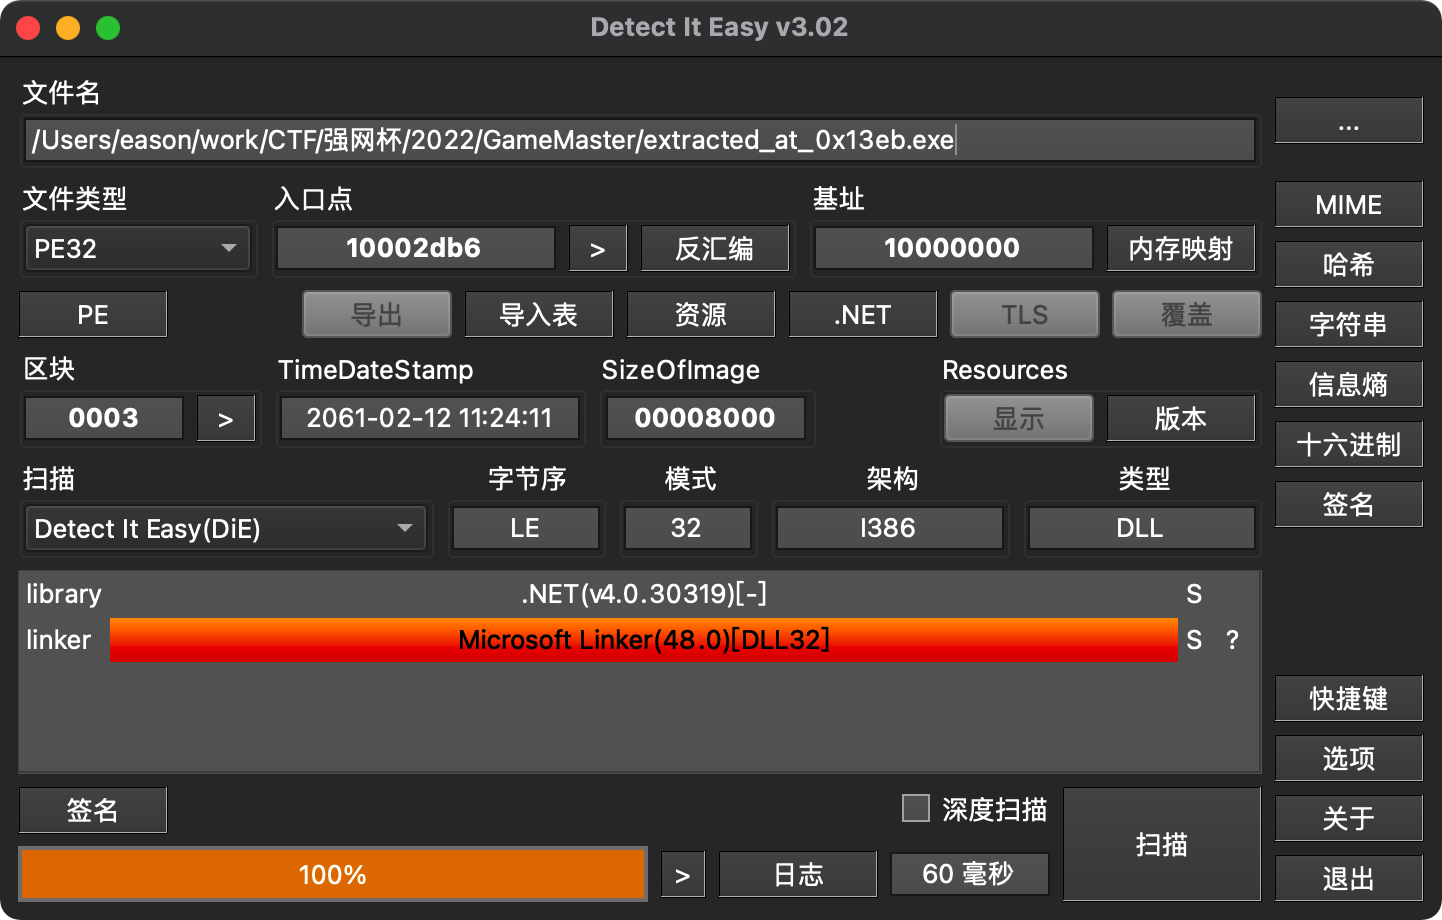 Detect It Easy v3.02
文件名
/Users/eason/work/CTF/强网杯/2022/GameMaster/extracted_at_0x13eb.exe
...
文件类型 入口点 基址
MIME
PE32 10002db6 > 反汇编 10000000 内存映射
哈希
PE 导出 导入表 资源 .NET TLS 覆盖
字符串
区块 TimeDateStamp SizeOfImage Resources
信息熵
0003 > 2061-02-12 11:24:11 00008000 显示 版本
十六进制
扫描 字节序 模式 架构 类型
签名
Detect It Easy(DiE) LE 32 I386 DLL
library .NET(v4.0.30319)[-] S
linker Microsoft Linker(48.0)[DLL32] S ?
快捷键
选项
签名 深度扫描 扫描
关于
100% > 日志 60 毫秒
退出